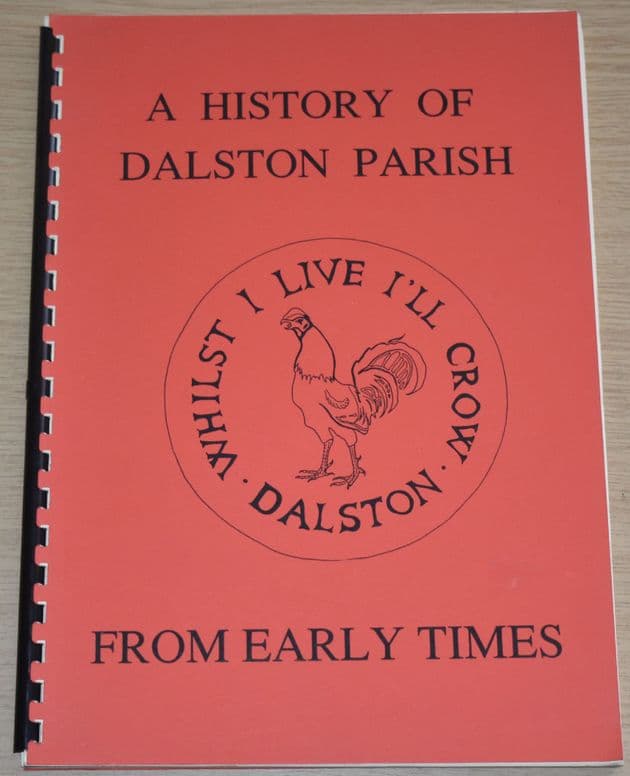 A HISTORY OF
DALSTON PARISH
WHILST I LIVE I'LL CROW
· DALSTON ·
FROM EARLY TIMES